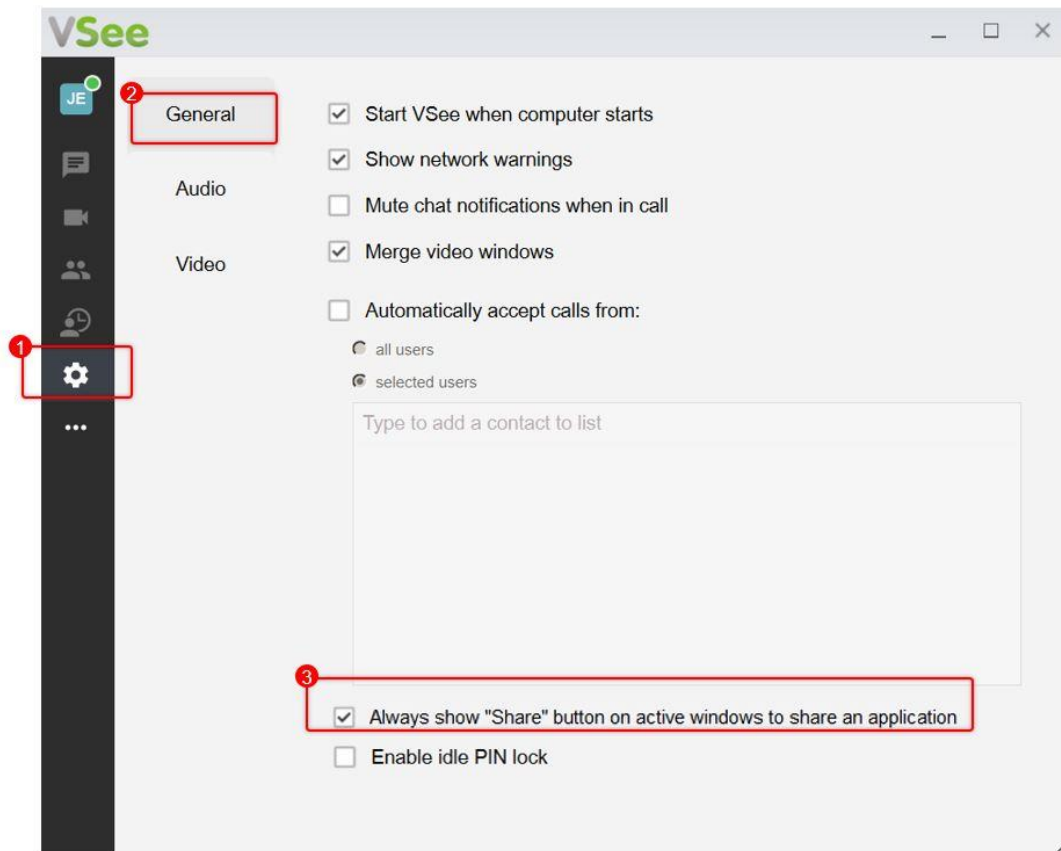 VSee
JE
2
General
Audio
Video
Start VSee when computer starts
Show network warnings
Mute chat notifications when in call
Merge video windows
Automatically accept calls from:
all users
selected users
Type to add a contact to list
1
3
Always show "Share" button on active windows to share an application
Enable idle PIN lock